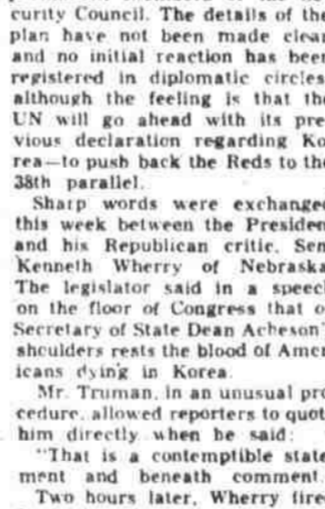 curity Council. The details of the
plan have not been made clear
and no initial reaction has been
registered in diplomatic circles
although the feeling is that the
UN will go ahead with its pre
vious declaration regarding Ko
rea—to push back the Reds to the
38th parallel.
Sharp words were exchanged
this week between the Presiden
and his Republican critic, Sen
Kenneth Wherry of Nebraska
The legislator said in a speech
on the floor of Congress that o
Secretary of State Dean Acheson'
shculders rests the blood of Amer
icans dying in Korea.
Mr. Truman, in an unusual pro
cedure, allowed reporters to quot
him directly when he said:
"That is a contemptible state
ment and beneath comment.
Two hours later, Wherry fire